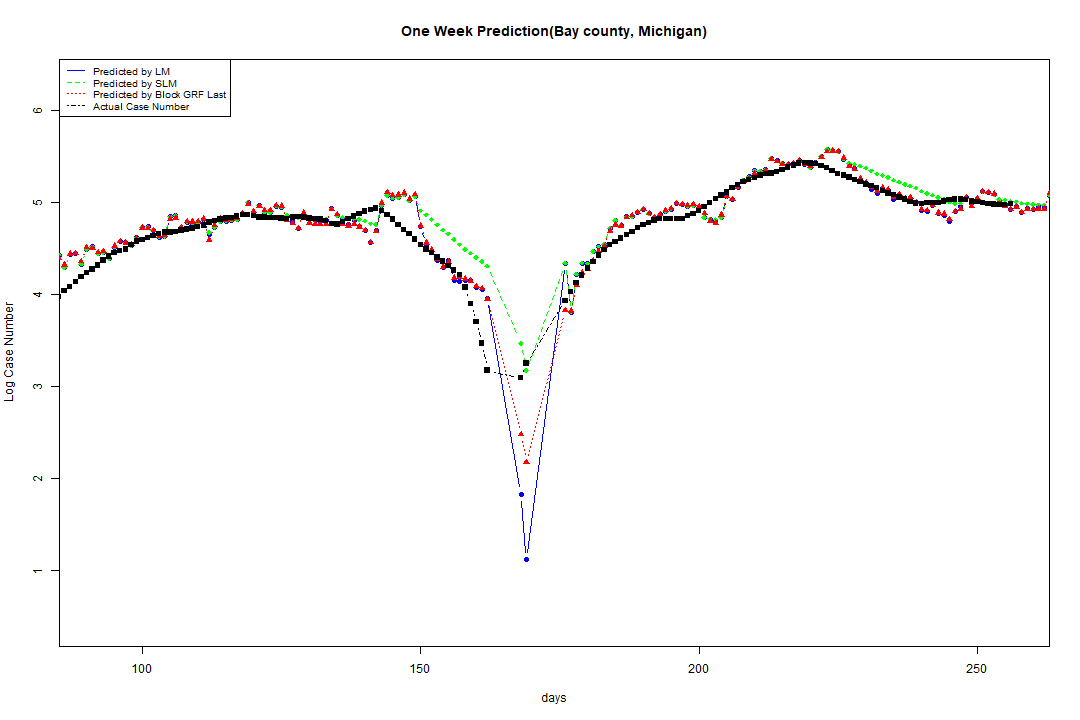 One Week Prediction(Bay county, Michigan)
Predicted by LM
Predicted by SLM
Predicted by Block GRF Last
Actual Case Number
6
5
4
3
2
1
Log Case Number
100 150 200 250
days